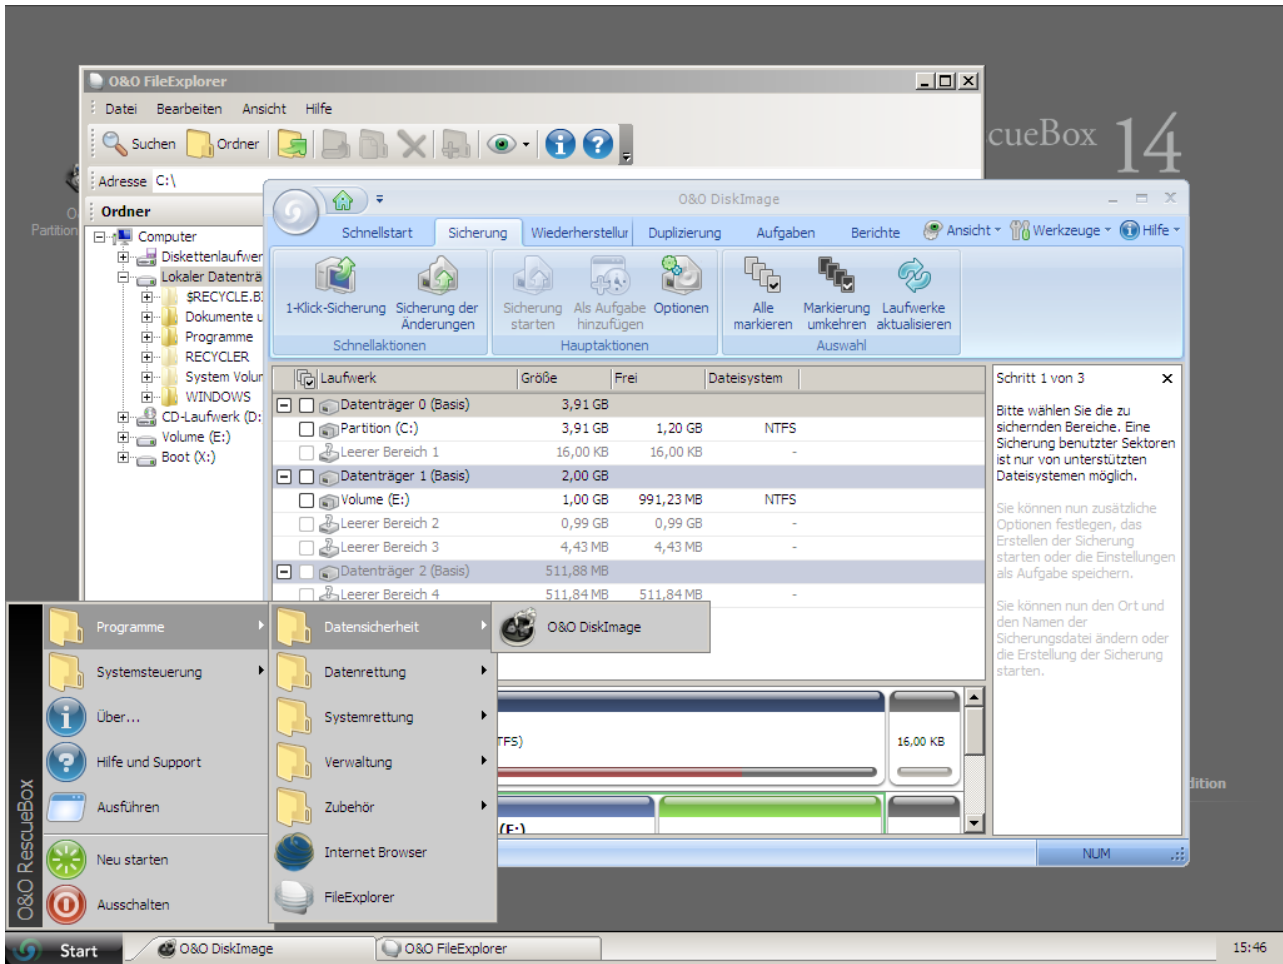 O&O FileExplorer
Datei Bearbeiten Ansicht Hilfe
Suchen Ordner
Adresse C:\
Ordner
Computer
Diskettenlaufwer
Lokaler Datenträ
$RECYCLE.B
Dokumente u
Programme
RECYCLER
System Volur
WINDOWS
CD-Laufwerk (D:
Volume (E:)
Boot (X:)
cueBox 14
Partition
dition
O&O DiskImage
Schnellstart Sicherung Wiederherstellur Duplizierung Aufgaben Berichte Ansicht Werkzeuge Hilfe
1-Klick-Sicherung
Sicherung der
Änderungen
Schnellaktionen
Sicherung
starten
Als Aufgabe
hinzufügen
Optionen
Hauptaktionen
Alle
markieren
Markierung
umkehren
Laufwerke
aktualisieren
Auswahl
Laufwerk Größe Frei Dateisystem
Datenträger 0 (Basis) 3,91 GB
Partition (C:) 3,91 GB 1,20 GB NTFS
Leerer Bereich 1 16,00 KB 16,00 KB -
Datenträger 1 (Basis) 2,00 GB
Volume (E:) 1,00 GB 991,23 MB NTFS
Leerer Bereich 2 0,99 GB 0,99 GB -
Leerer Bereich 3 4,43 MB 4,43 MB -
Datenträger 2 (Basis) 511,88 MB
Leerer Bereich 4 511,84 MB 511,84 MB -
Schritt 1 von 3
Bitte wählen Sie die zu
sichernden Bereiche. Eine
Sicherung benutzter Sektoren
ist nur von unterstützten
Dateisystemen möglich.
Sie können nun zusätzliche
Optionen festlegen, das
Erstellen der Sicherung
starten oder die Einstellungen
als Aufgabe speichern.
Sie können nun den Ort und
den Namen der
Sicherungsdatei ändern oder
die Erstellung der Sicherung
starten.
TFS)
16,00 KB
(E:)
NUM
O&O RescueBox
Programme
Systemsteuerung
Über...
Hilfe und Support
Ausführen
Neu starten
Ausschalten
Datensicherheit
Datenrettung
Systemrettung
Verwaltung
Zubehör
Internet Browser
FileExplorer
O&O DiskImage
Start O&O DiskImage O&O FileExplorer 15:46